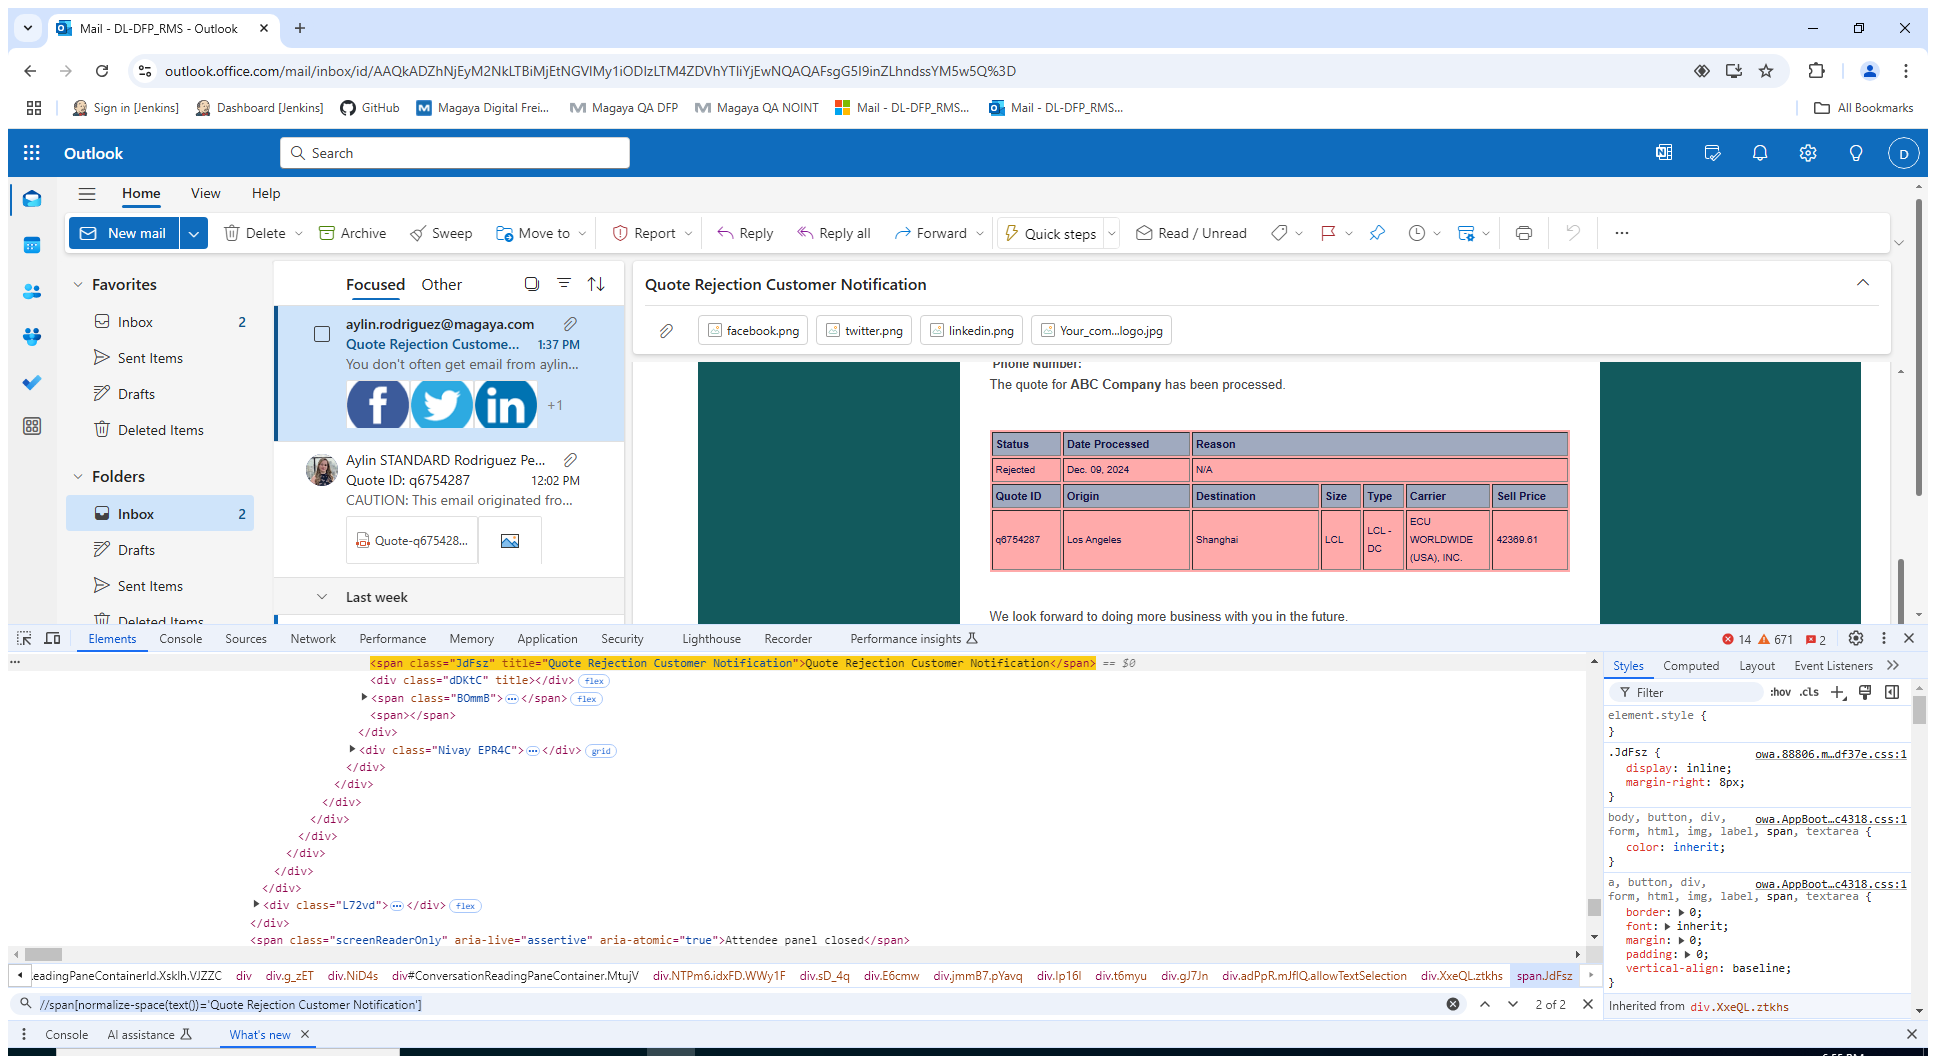 Mail - DL-DFP_RMS - Outlook
outlook.office.com/mail/inbox/id/AAQkADZhNjEyM2NkLTBiMjEtNGVlMy1iODIzLTM4ZDVhYTliYjEwNQAQAFsgG5I9inZLhndssYM5w5Q%3D
Sign in [Jenkins]
Dashboard [Jenkins]
GitHub
Magaya Digital Frei...
Magaya QA DFP
Magaya QA NOINT
Mail - DL-DFP_RMS...
Mail - DL-DFP_RMS...
All Bookmarks
Outlook
Search
D
Home View Help
New mail
Delete
Archive
Sweep
Move to
Report
Reply
Reply all
Forward
Quick steps
Read / Unread
Favorites
Inbox 2
Sent Items
Drafts
Deleted Items
Folders
Inbox 2
Drafts
Sent Items
Deleted Items
Focused Other
aylin.rodriguez@magaya.com
Quote Rejection Custome... 1:37 PM
You don't often get email from aylin...
+1
Aylin STANDARD Rodriguez Pe...
Quote ID: q6754287 12:02 PM
CAUTION: This email originated fro...
Quote-q675428...
Last week
Quote Rejection Customer Notification
facebook.png
twitter.png
linkedin.png
Your_com...logo.jpg
Phone Number:
The quote for ABC Company has been processed.
Status Date Processed Reason
Rejected Dec. 09, 2024 N/A
Quote ID Origin Destination Size Type Carrier Sell Price
q6754287 Los Angeles Shanghai LCL LCL - DC ECU WORLDWIDE (USA), INC. 42369.61
We look forward to doing more business with you in the future.
Elements Console Sources Network Performance Memory Application Security Lighthouse Recorder Performance insights
14 671 2
<span class="JdFsz" title="Quote Rejection Customer Notification">Quote Rejection Customer Notification</span> == $0
<div class="dDKtC" title></div> flex
<span class="BOmmB">…</span> flex
<span></span>
</div>
<div class="Nivay EPR4C">…</div> grid
</div>
</div>
</div>
</div>
</div>
</div>
</div>
</div>
<div class="L72vd">…</div> flex
</div>
<span class="screenReaderOnly" aria-live="assertive" aria-atomic="true">Attendee panel closed</span>
.eadingPaneContainerId.Xsklh.VJZZC div div.g_zET div.NiD4s div#ConversationReadingPaneContainer.MtujV div.NTPm6.idxFD.WWy1F div.sD_4q div.E6cmw div.jmmB7.pYavq div.Ip16I div.t6myu div.gJ7Jn div.adPpR.mJfIQ.allowTextSelection div.XxeQL.ztkhs span.JdFsz
//span[normalize-space(text())='Quote Rejection Customer Notification']
2 of 2
Console AI assistance What's new
Styles Computed Layout Event Listeners
Filter
:hov .cls
element.style {
}
.JdFsz { owa.88806.m…df37e.css:1
display: inline;
margin-right: 8px;
}
body, button, div, owa.AppBoot…c4318.css:1
form, html, img, label, span, textarea {
color: inherit;
}
a, button, div, owa.AppBoot…c4318.css:1
form, html, img, label, span, textarea {
border: 0;
font: inherit;
margin: 0;
padding: 0;
vertical-align: baseline;
}
Inherited from div.XxeQL.ztkhs